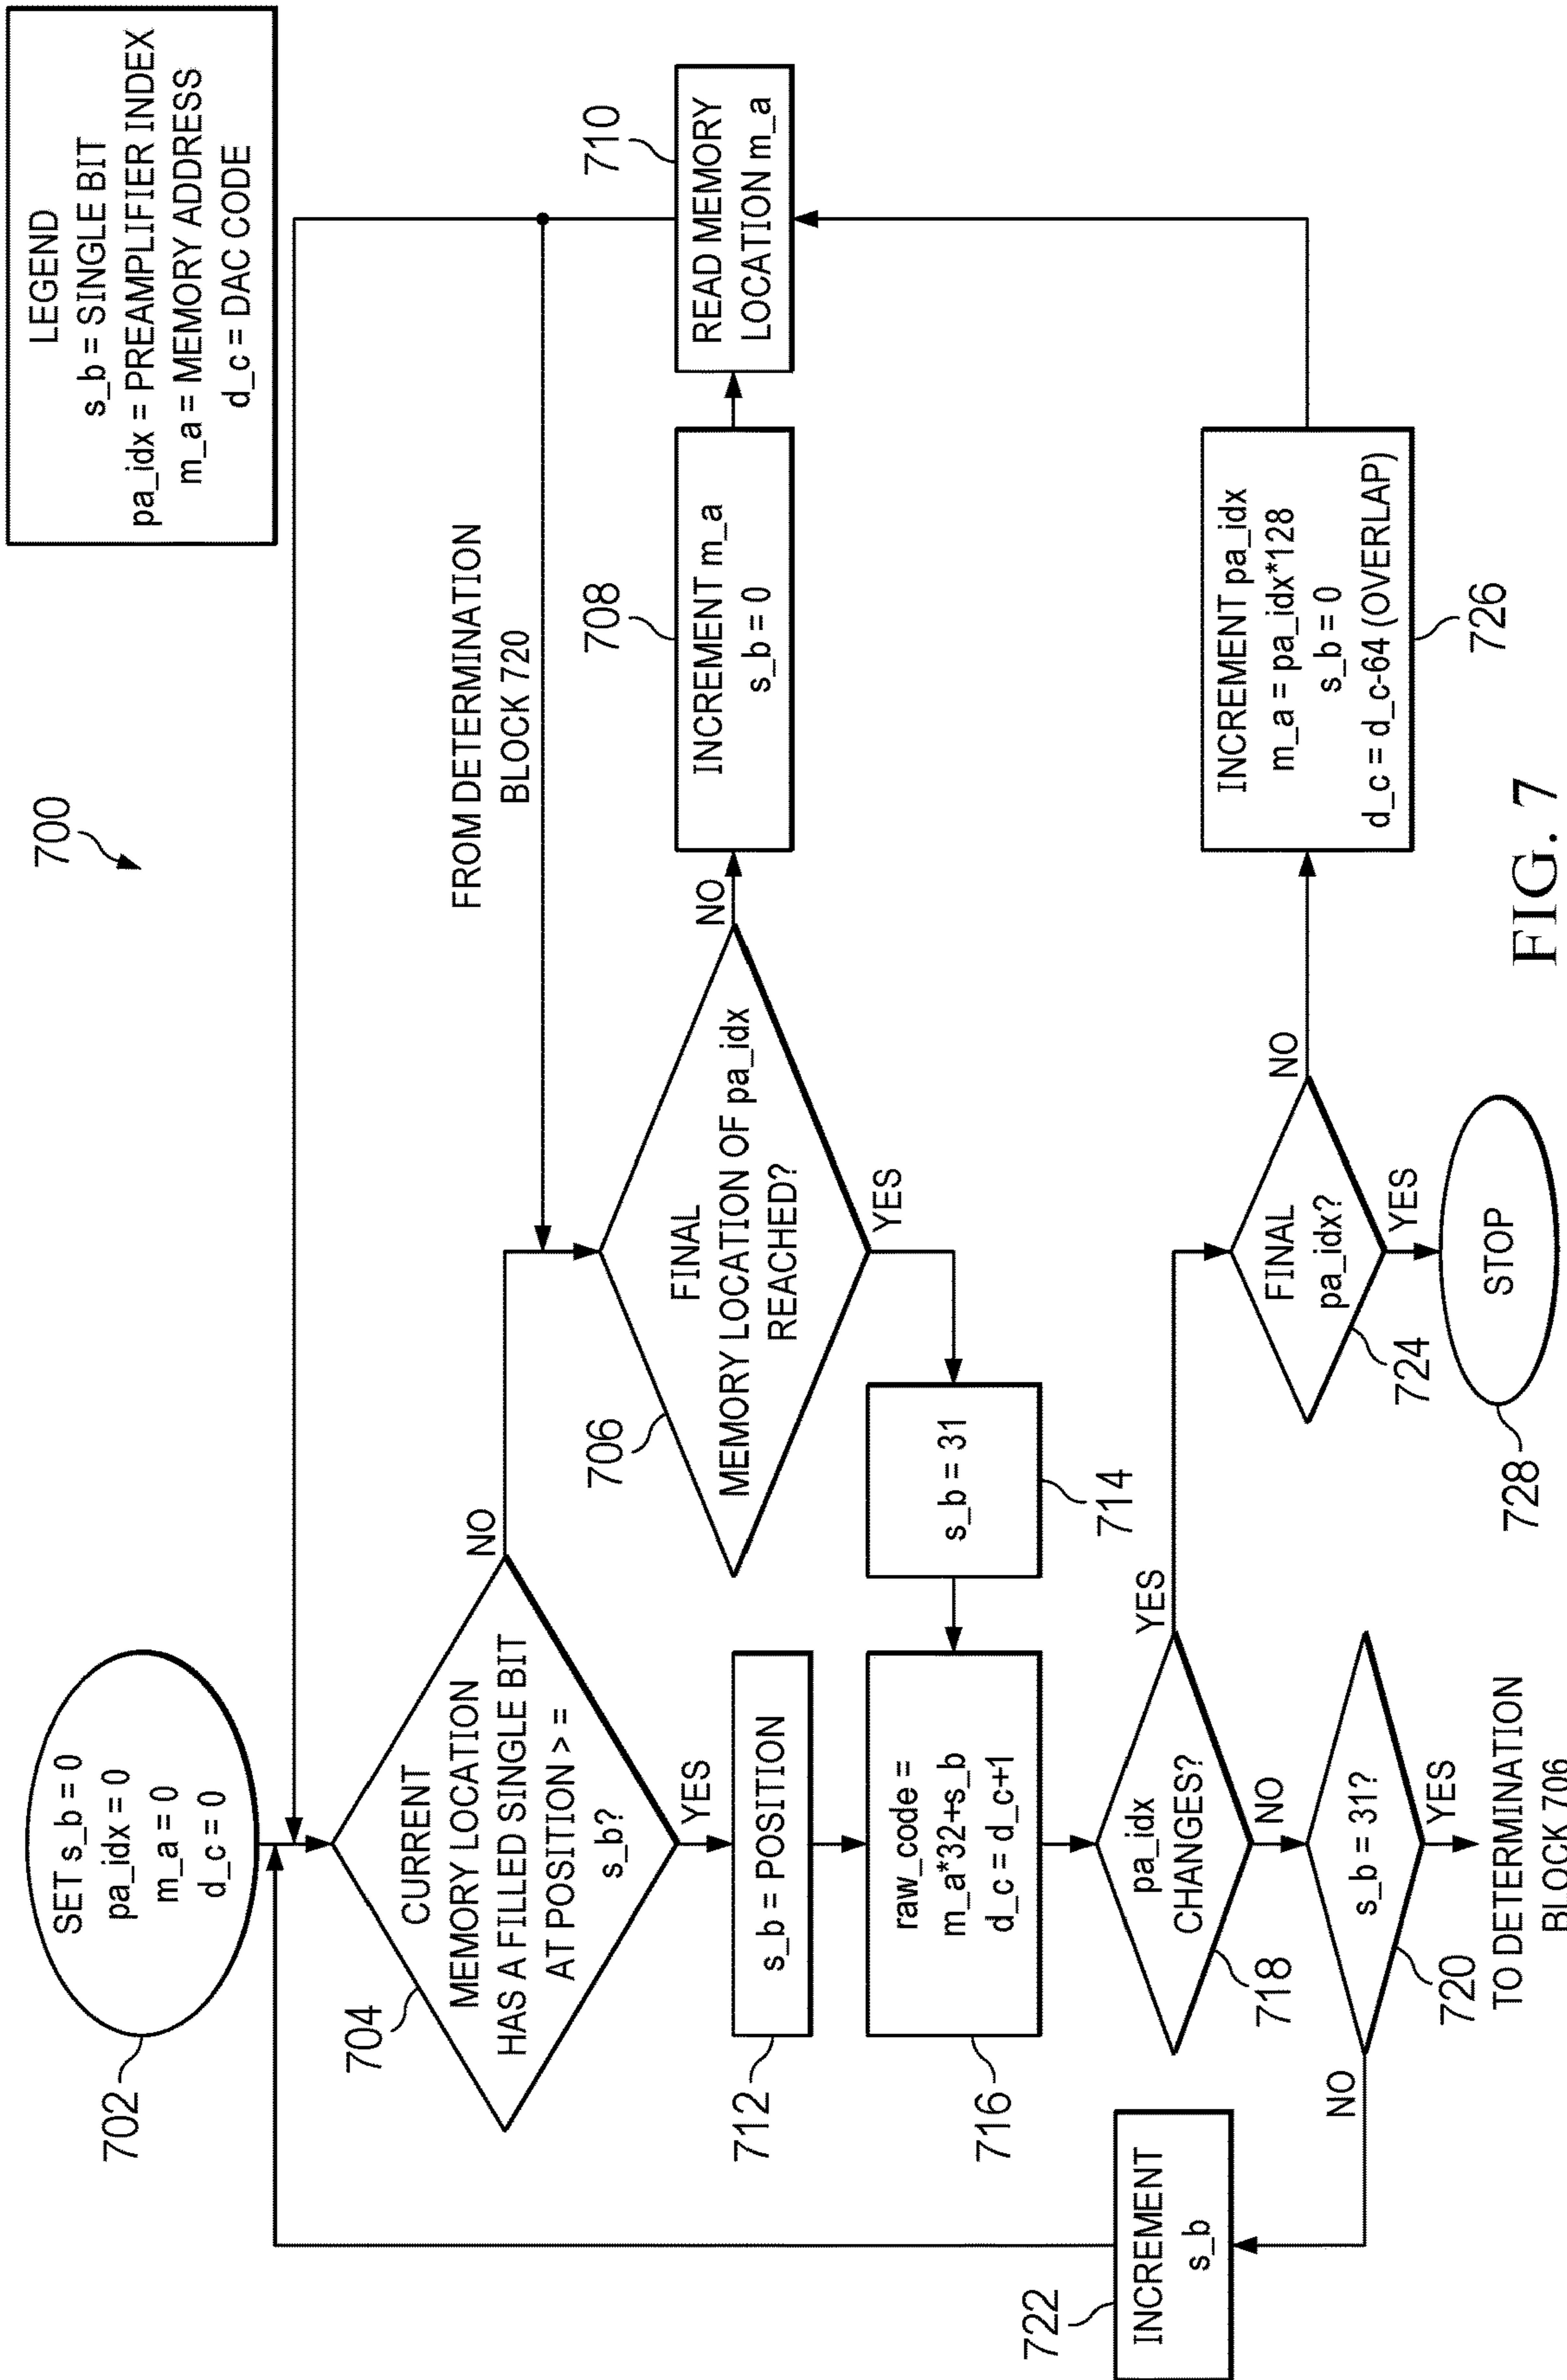 700
LEGEND
s_b = SINGLE BIT
pa_idx = PREAMPLIFIER INDEX
m_a = MEMORY ADDRESS
d_c = DAC CODE
702
SET s_b = 0
pa_idx = 0
m_a = 0
d_c = 0
704
CURRENT
MEMORY LOCATION
HAS A FILLED SINGLE BIT
AT POSITION > =
s_b?
NO
YES
FROM DETERMINATION
BLOCK 720
706
FINAL
MEMORY LOCATION OF pa_idx
REACHED?
NO
YES
708
INCREMENT m_a
s_b = 0
710
READ MEMORY
LOCATION m_a
712
s_b = POSITION
714
s_b = 31
716
raw_code =
m_a*32+s_b
d_c = d_c+1
718
pa_idx
CHANGES?
YES
NO
720
s_b = 31?
NO
YES
TO DETERMINATION
BLOCK 706
722
INCREMENT
s_b
724
FINAL
pa_idx?
NO
YES
726
INCREMENT pa_idx
m_a = pa_idx*128
s_b = 0
d_c = d_c-64 (OVERLAP)
728
STOP
FIG. 7